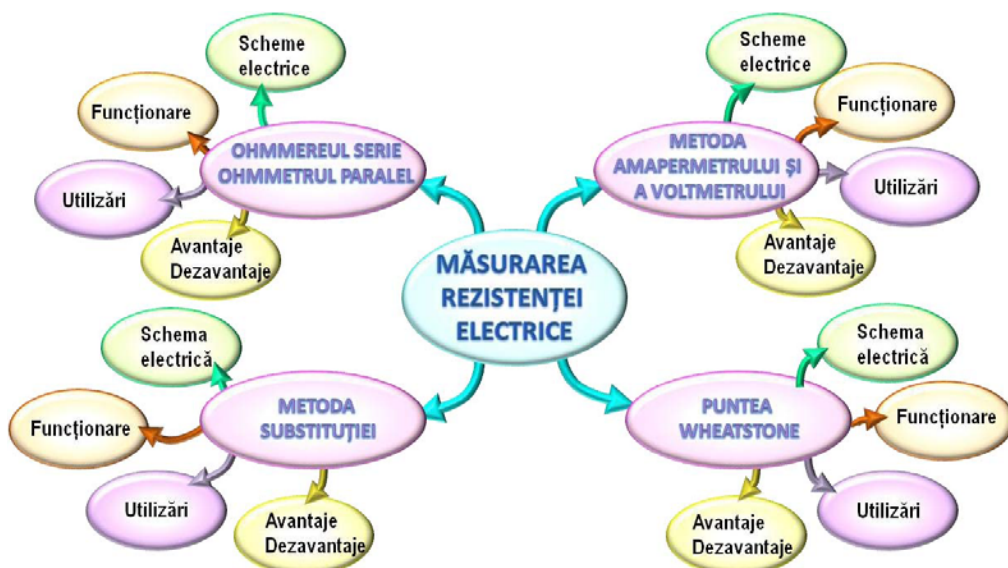 Scheme
electrice
Funcționare
OHMMEREUL SERIE
OHMMETRUL PARALEL
Utilizări
Avantaje
Dezavantaje
Scheme
electrice
Funcționare
METODA
AMAPERMETRULUI ȘI
A VOLTMETRULUI
Utilizări
Avantaje
Dezavantaje
MĂSURAREA
REZISTENȚEI
ELECTRICE
Schema
electrică
Funcționare
METODA
SUBSTITUȚIEI
Utilizări
Avantaje
Dezavantaje
Schema
electrică
Funcționare
PUNTEA
WHEATSTONE
Utilizări
Avantaje
Dezavantaje